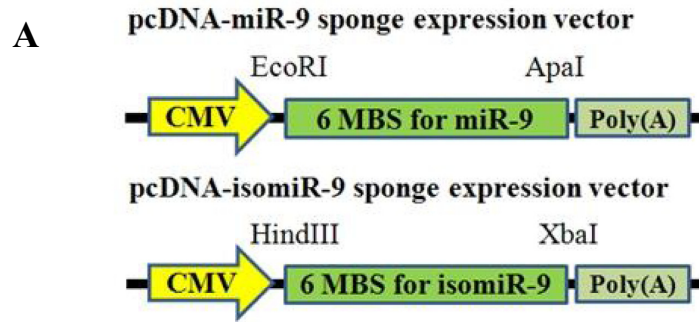 A
pcDNA-miR-9 sponge expression vector
EcoRI ApaI
CMV 6 MBS for miR-9 Poly(A)
pcDNA-isomiR-9 sponge expression vector
HindIII XbaI
CMV 6 MBS for isomiR-9 Poly(A)